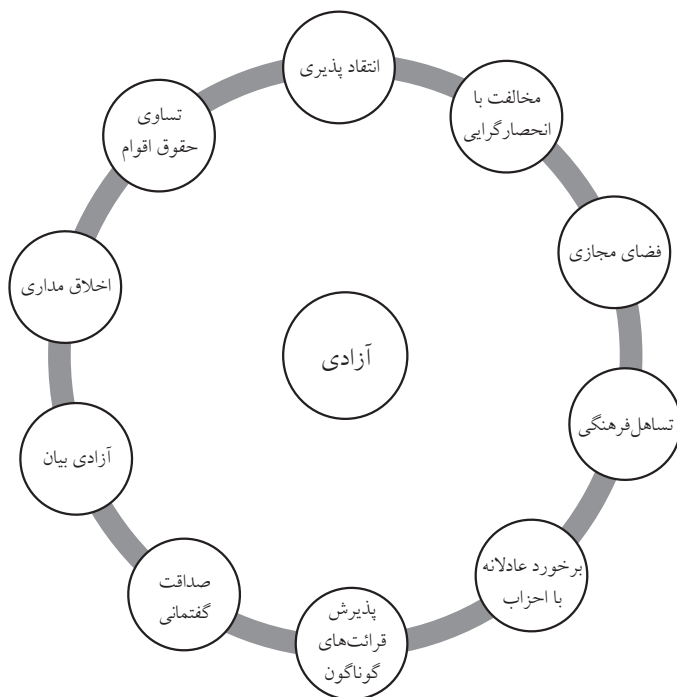 انتقاد پذیری
مخالفت با
انحصارگرایی
فضای مجازی
تساهل‌فرهنگی
برخورد عادلانه
با احزاب
پذیرش
قرائت‌های
گوناگون
صداقت
گفتمانی
آزادی بیان
اخلاق مداری
تساوی
حقوق اقوام
آزادی